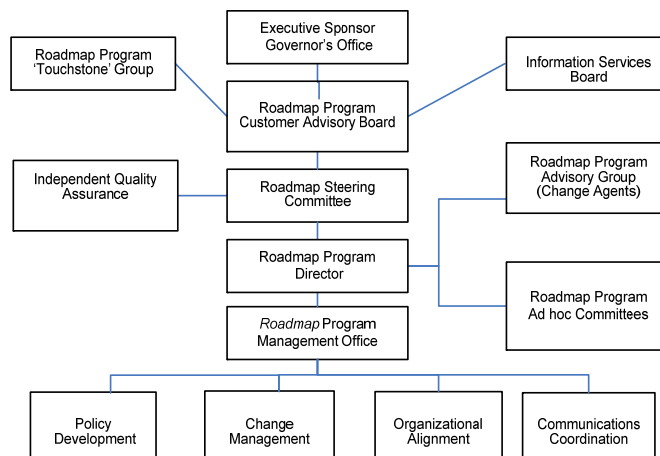 Executive Sponsor
Governor's Office
Roadmap Program
‘Touchstone’ Group
Information Services
Board
Roadmap Program
Customer Advisory Board
Independent Quality
Assurance
Roadmap Steering
Committee
Roadmap Program
Advisory Group
(Change Agents)
Roadmap Program
Director
Roadmap Program
Ad hoc Committees
Roadmap Program
Management Office
Policy
Development
Change
Management
Organizational
Alignment
Communications
Coordination